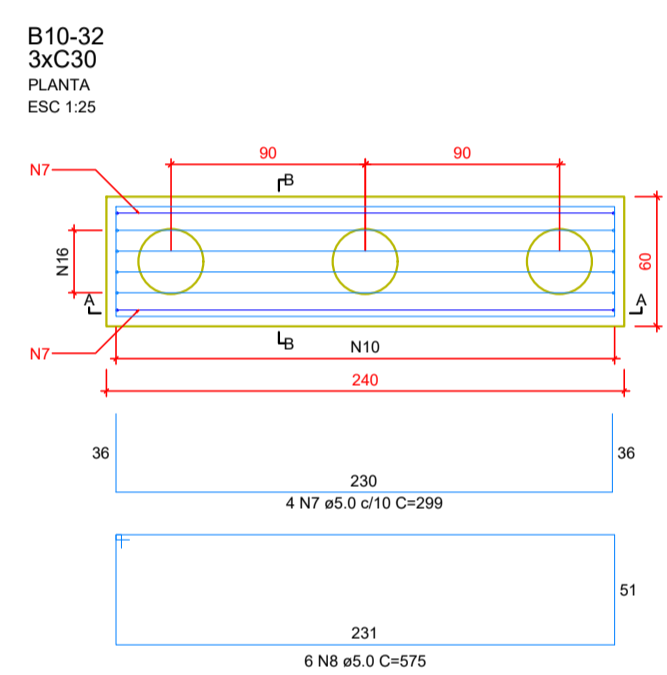 B10-32
3xC30
PLANTA
ESC 1:25
90
90
N7
B
N16
60
A
A
B
N7
N10
240
36
36
230
4 N7 ø5.0 c/10 C=299
51
231
6 N8 ø5.0 C=575